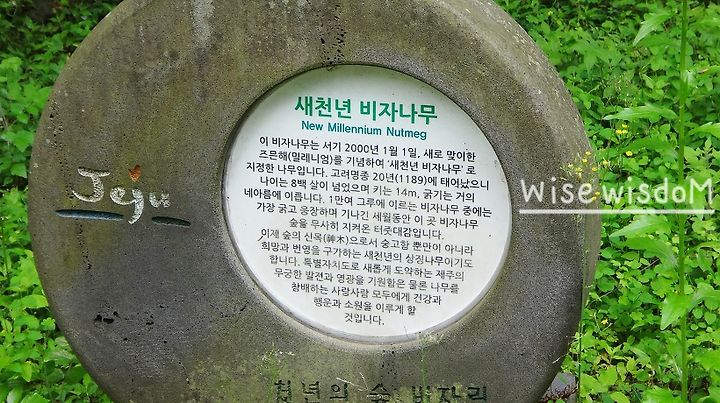 새천년 비자나무
New Millennium Nutmeg
이 비자나무는 서기 2000년 1월 1일, 새로 맞이한
즈믄해(밀레니엄)를 기념하여 '새천년 비자나무' 로
지정한 나무입니다. 고려명종 20년(1189)에 태어났으니
나이는 8백 살이 넘었으며 키는 14m, 굵기는 거의
네아름에 이릅니다. 1만여 그루에 이르는 비자나무 중에는
가장 굵고 웅장하며 기나긴 세월동안 이 곳 비자나무
숲을 무사히 지켜온 터줏대감입니다.
이제 숲의 신목(神木)으로서 숭고할 뿐만이 아니라
희망과 번영을 구가하는 새천년의 상징나무이기도
합니다. 특별자치도로 새롭게 도약하는 제주의
무궁한 발전과 영광을 기원함은 물론 나무를
찾배하는 사랑사람 모두에게 건강과
행운과 소원을 이루게 할
것입니다.
Jeju
Wise wisdoM
천년의 숲 비자림